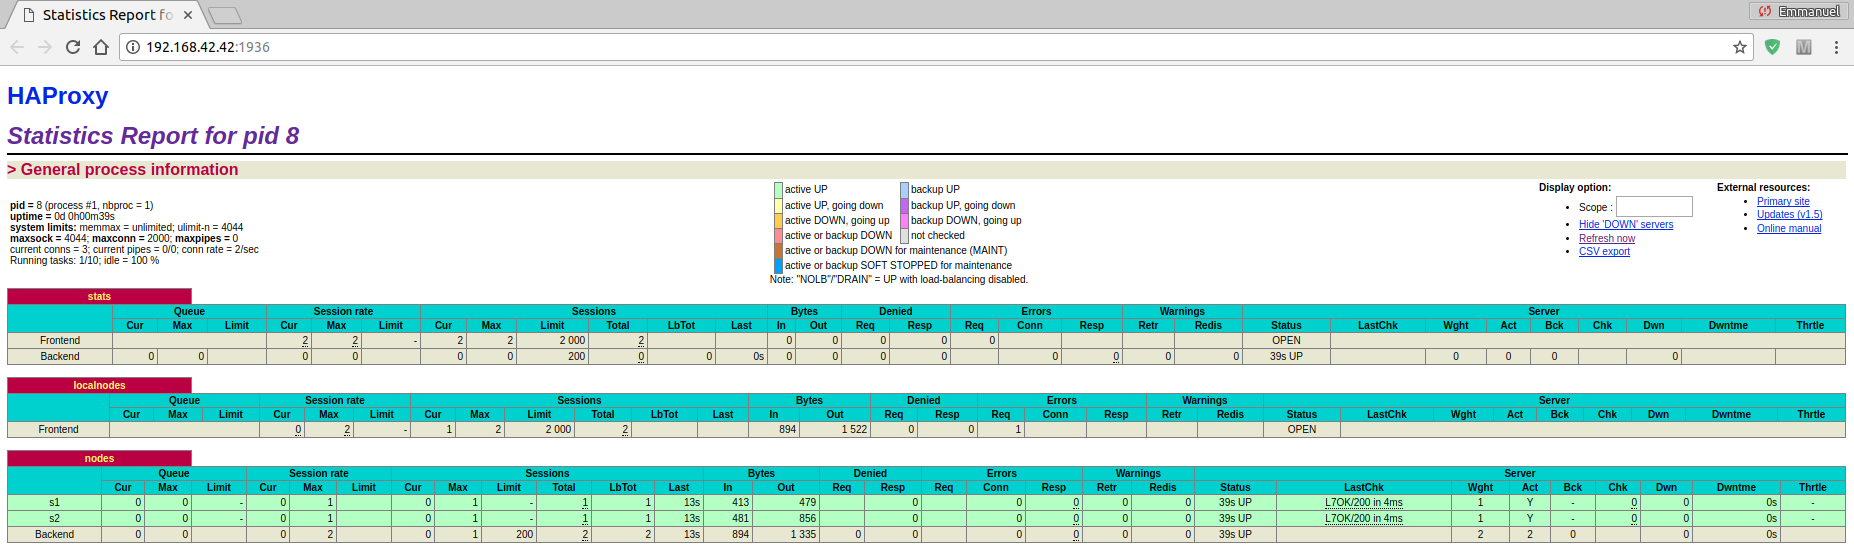 Statistics Report fo
Emmanuel
192.168.42.42:1936
HAProxy
Statistics Report for pid 8
> General process information
pid = 8 (process #1, nbproc = 1)
uptime = 0d 0h00m39s
system limits: memmax = unlimited; ulimit-n = 4044
maxsock = 4044; maxconn = 2000; maxpipes = 0
current conns = 3; current pipes = 0/0; conn rate = 2/sec
Running tasks: 1/10; idle = 100 %
active UP backup UP
active UP, going down backup UP, going down
active DOWN, going up backup DOWN, going up
active or backup DOWN not checked
active or backup DOWN for maintenance (MAINT)
active or backup SOFT STOPPED for maintenance
Note: "NOLB"/"DRAIN" = UP with load-balancing disabled.
Display option:
Scope :
Hide 'DOWN' servers
Refresh now
CSV export
External resources:
Primary site
Updates (v1.5)
Online manual
stats
Queue Session rate Sessions Bytes Denied Errors Warnings Server
Cur Max Limit Cur Max Limit Cur Max Limit Total LbTot Last In Out Req Resp Req Conn Resp Retr Redis Status LastChk Wght Act Bck Chk Dwn Dwntme Thrtle
Frontend 2 2 - 2 2 2 000 2 0 0 0 0 0 OPEN
Backend 0 0 0 0 0 0 200 0 0 0s 0 0 0 0 0 0 0 0 39s UP 0 0 0 0
localnodes
Queue Session rate Sessions Bytes Denied Errors Warnings Server
Cur Max Limit Cur Max Limit Cur Max Limit Total LbTot Last In Out Req Resp Req Conn Resp Retr Redis Status LastChk Wght Act Bck Chk Dwn Dwntme Thrtle
Frontend 0 2 - 1 2 2 000 2 894 1 522 0 0 1 OPEN
nodes
Queue Session rate Sessions Bytes Denied Errors Warnings Server
Cur Max Limit Cur Max Limit Cur Max Limit Total LbTot Last In Out Req Resp Req Conn Resp Retr Redis Status LastChk Wght Act Bck Chk Dwn Dwntme Thrtle
s1 0 0 - 0 1 0 1 - 1 1 13s 413 479 0 0 0 0 0 39s UP L7OK/200 in 4ms 1 Y - 0 0 0s -
s2 0 0 - 0 1 0 1 - 1 1 13s 481 856 0 0 0 0 0 39s UP L7OK/200 in 4ms 1 Y - 0 0 0s -
Backend 0 0 0 2 0 1 200 2 2 13s 894 1 335 0 0 0 0 0 0 39s UP 2 2 0 0 0s